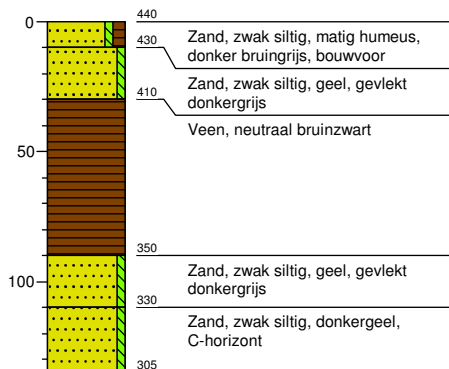 0
440
Zand, zwak siltig, matig humeus,
donker bruingrijs, bouwvoor
430
Zand, zwak siltig, geel, gevlekt
donkergrijs
410
Veen, neutraal bruinzwart
50
350
Zand, zwak siltig, geel, gevlekt
donkergrijs
100
330
Zand, zwak siltig, donkergeel,
C-horizont
305